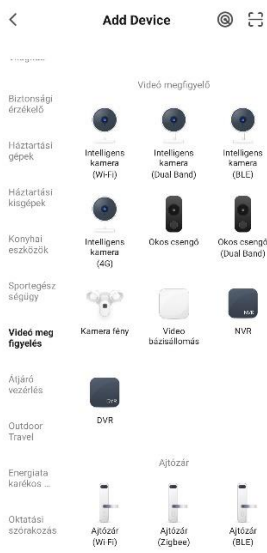 Add Device
Biztonsági
érzékelő
Háztartási
gépek
Háztartási
kisgépek
Konyhai
eszközök
Sportegész
ségügy
Videó meg
figyelés
Átjáró
vezérlés
Outdoor
Travel
Energiata
karékos ...
Oktatási
szórakozás
Videó megfigyelő
Intelligens
kamera
(Wi-Fi)
Intelligens
kamera
(Dual Band)
Intelligens
kamera
(BLE)
Intelligens
kamera
(4G)
Okos csengó
Okos csengó
(Dual Band)
Kamera fény
Video
bázisállomás
NVR
NVR
DVR
DVR
Ajtózár
Ajtózár
(Wi Fi)
Ajtózár
(Zigbee)
Ajtózár
(BLE)